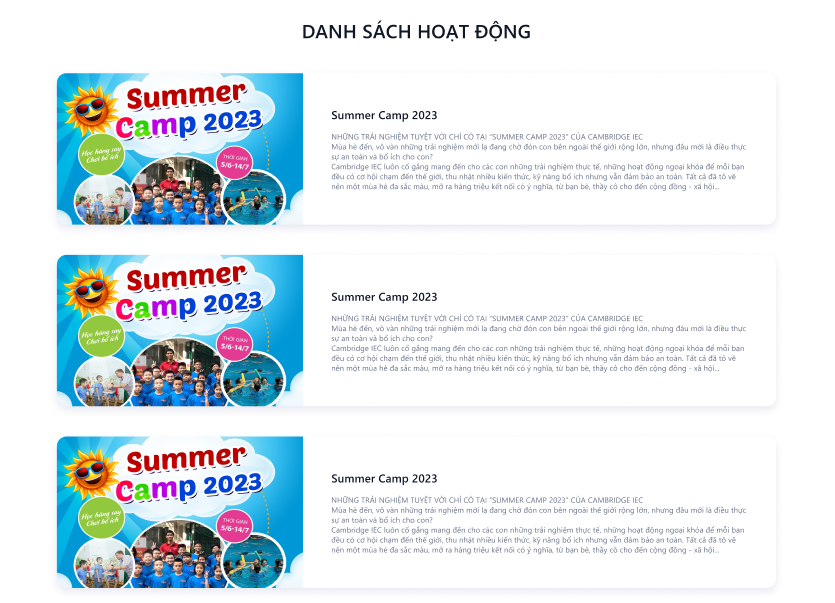 DANH SÁCH HOẠT ĐỘNG
Summer
Camp 2023
Học hăng say
Chơi bổ ích
THỜI GIAN
5/6-14/7
Summer Camp 2023
NHỮNG TRẢI NGHIỆM TUYỆT VỜI CHỈ CÓ TẠI “SUMMER CAMP 2023” CỦA CAMBRIDGE IEC
Mùa hè đến, vô vàn những trải nghiệm mới lạ đang chờ đón con bên ngoài thế giới rộng lớn, nhưng đâu mới là điều thực
sự an toàn và bổ ích cho con?
Cambridge IEC luôn cố gắng mang đến cho các con những trải nghiệm thực tế, những hoạt động ngoại khóa để mỗi bạn
đều có cơ hội chạm đến thế giới, thu nhặt nhiều kiến thức, kỹ năng bổ ích nhưng vẫn đảm bảo an toàn. Tất cả đã tô vẽ
nên một mùa hè đa sắc màu, mở ra hàng triệu kết nối có ý nghĩa, từ bạn bè, thầy cô cho đến cộng đồng - xã hội...
Summer
Camp 2023
Học hăng say
Chơi bổ ích
THỜI GIAN
5/6-14/7
Summer Camp 2023
NHỮNG TRẢI NGHIỆM TUYỆT VỜI CHỈ CÓ TẠI “SUMMER CAMP 2023” CỦA CAMBRIDGE IEC
Mùa hè đến, vô vàn những trải nghiệm mới lạ đang chờ đón con bên ngoài thế giới rộng lớn, nhưng đâu mới là điều thực
sự an toàn và bổ ích cho con?
Cambridge IEC luôn cố gắng mang đến cho các con những trải nghiệm thực tế, những hoạt động ngoại khóa để mỗi bạn
đều có cơ hội chạm đến thế giới, thu nhặt nhiều kiến thức, kỹ năng bổ ích nhưng vẫn đảm bảo an toàn. Tất cả đã tô vẽ
nên một mùa hè đa sắc màu, mở ra hàng triệu kết nối có ý nghĩa, từ bạn bè, thầy cô cho đến cộng đồng - xã hội...
Summer
Camp 2023
Học hăng say
Chơi bổ ích
THỜI GIAN
5/6-14/7
Summer Camp 2023
NHỮNG TRẢI NGHIỆM TUYỆT VỜI CHỈ CÓ TẠI “SUMMER CAMP 2023” CỦA CAMBRIDGE IEC
Mùa hè đến, vô vàn những trải nghiệm mới lạ đang chờ đón con bên ngoài thế giới rộng lớn, nhưng đâu mới là điều thực
sự an toàn và bổ ích cho con?
Cambridge IEC luôn cố gắng mang đến cho các con những trải nghiệm thực tế, những hoạt động ngoại khóa để mỗi bạn
đều có cơ hội chạm đến thế giới, thu nhặt nhiều kiến thức, kỹ năng bổ ích nhưng vẫn đảm bảo an toàn. Tất cả đã tô vẽ
nên một mùa hè đa sắc màu, mở ra hàng triệu kết nối có ý nghĩa, từ bạn bè, thầy cô cho đến cộng đồng - xã hội...